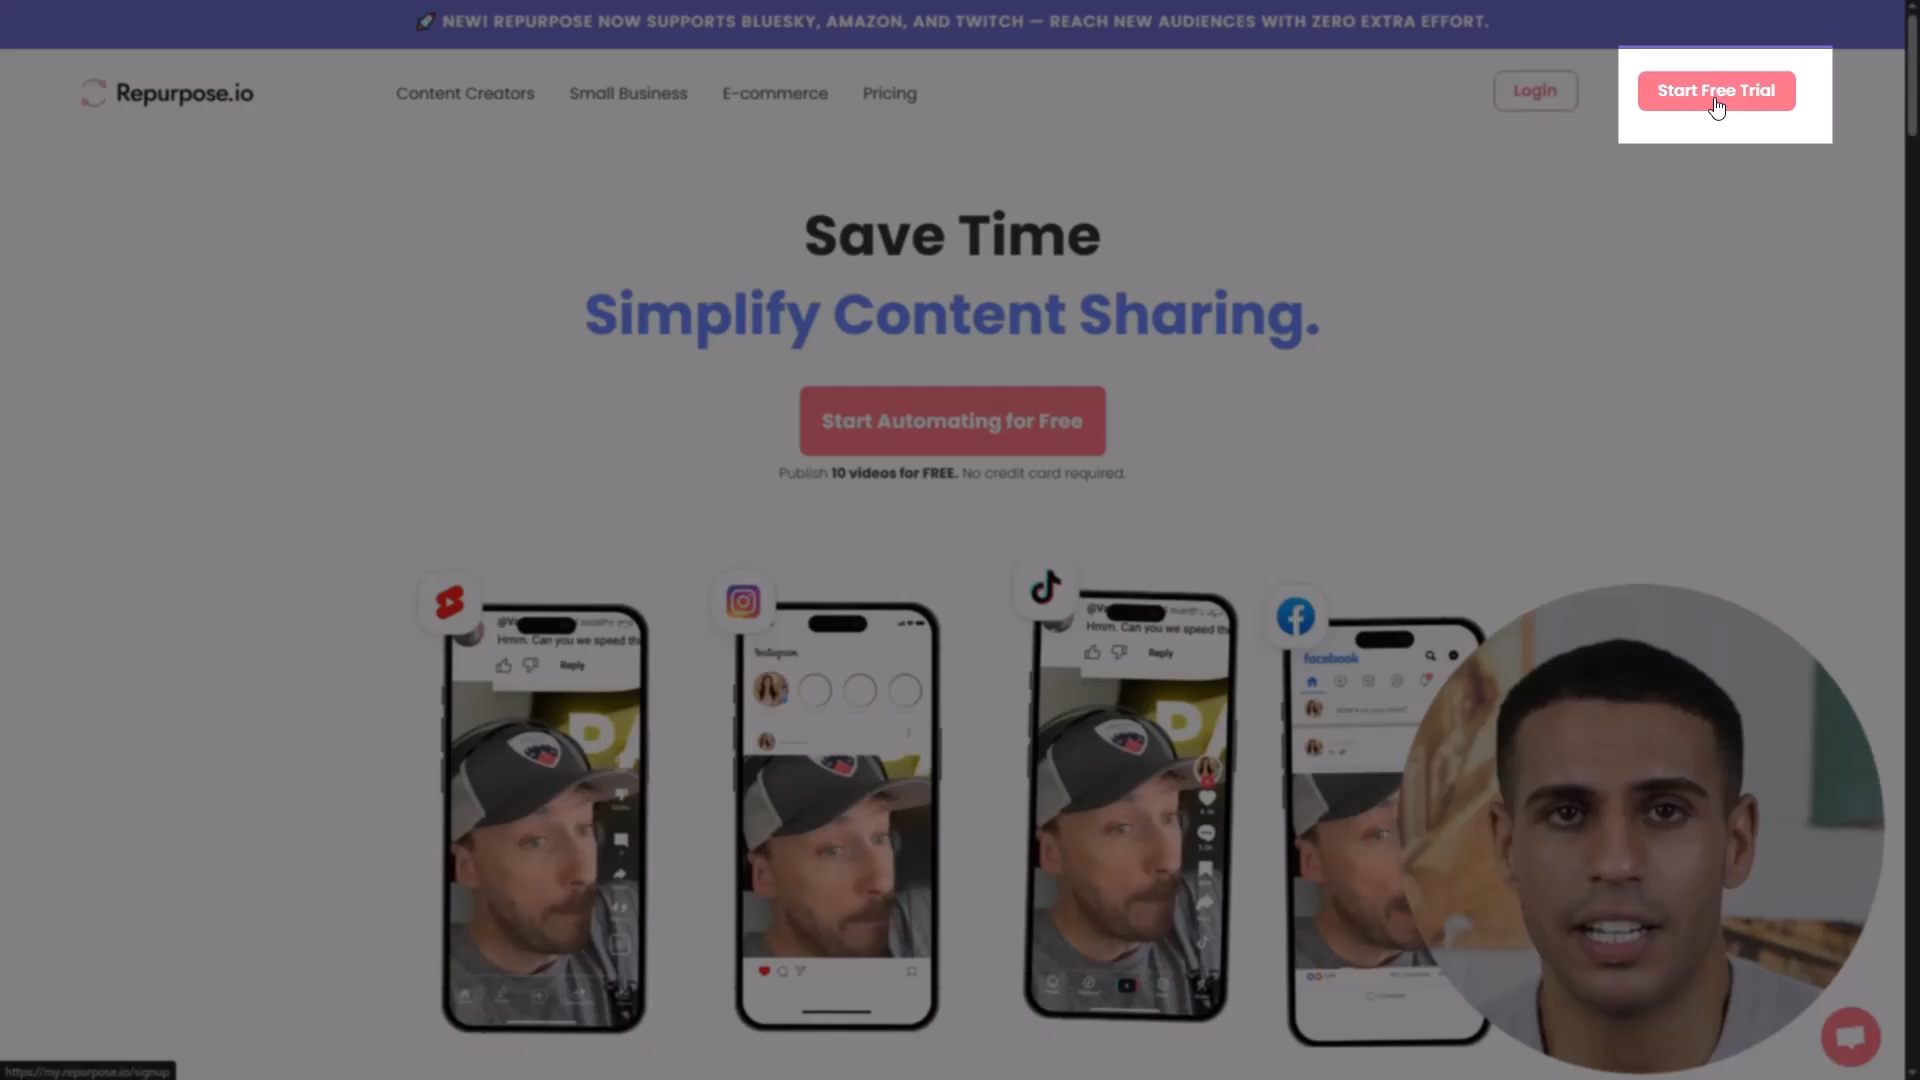 NEW! REPURPOSE NOW SUPPORTS BLUESKY, AMAZON, AND TWITCH — REACH NEW AUDIENCES WITH ZERO EXTRA EFFORT.
Repurpose.io
Content Creators
Small Business
E-commerce
Pricing
Login
Start Free Trial
Save Time
Simplify Content Sharing.
Start Automating for Free
Publish 10 videos for FREE. No credit card required.
Hmm. Can you we speed
Reply
Instagram
Hmm. Can you we speed
Reply
facebook
https://my.repurpose.io/signup